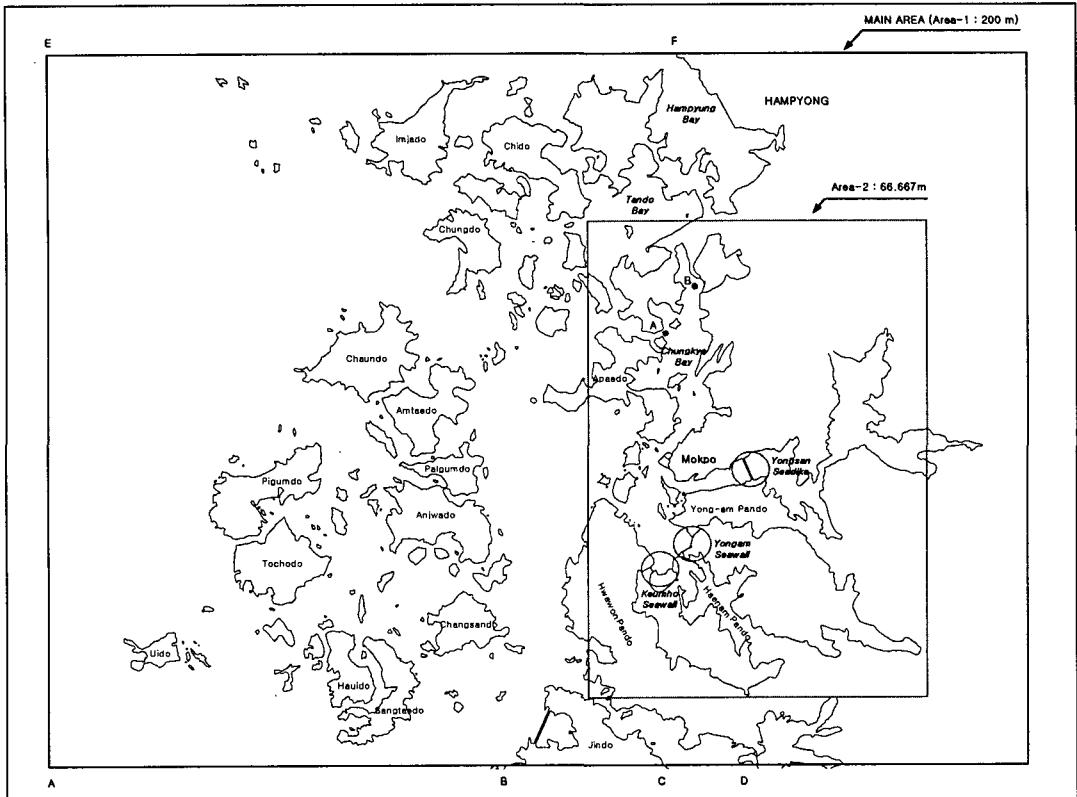 MAIN AREA (Area-1 : 200 m)
E
F
HAMPYONG
Hampyung
Bay
Imjado
Chido
Area-2 : 66.667m
Tando
Bay
Chungdo
B
A
Chungkye
Bay
Chaundo
Apaedo
Amtaedo
Mokpo
Palgumdo
Yongsan
Seadike
Pigumdo
Yong-am Pando
Anjwado
Yongam
Seawall
Tochodo
Keumho
Seawall
Hwawon Pando
Haenam Pando
Changsando
Uido
Hauido
Sangtaedo
Jindo
A
B
C
D